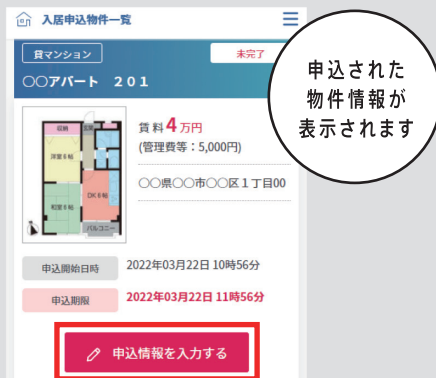 入居申込物件一覧
貸マンション
未完了
○○アパート 201
申込された
物件情報が
表示されます
賃料4万円
(管理費等：5,000円)
○○県○○市○○区1丁目00
収納
玄関
洋室6帖
和室6帖
DK6帖
バルコニー
申込開始日時
2022年03月22日 10時56分
申込期限
2022年03月22日 11時56分
申込情報を入力する